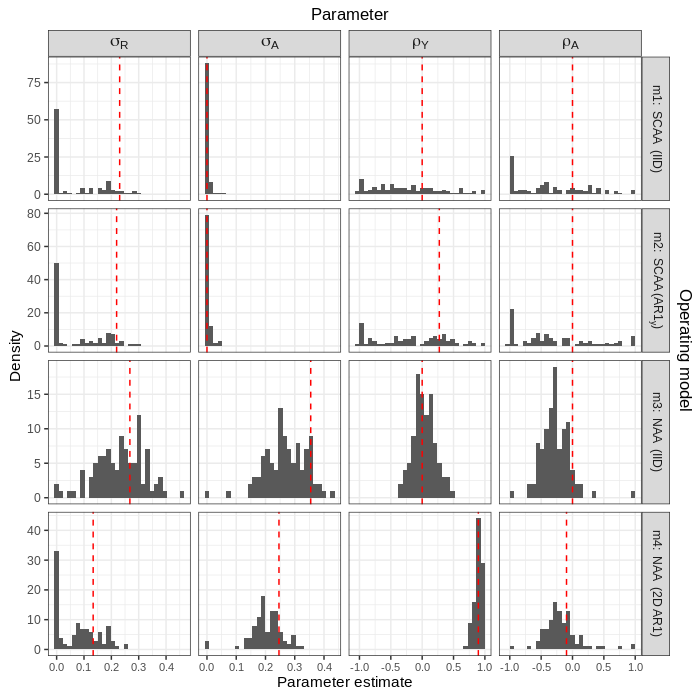 Parameter
σR σA ρY ρA
75
50
25
0
m1: SCAA (IID)
80
60
40
20
0
m2: SCAA (AR1y)
15
10
5
0
m3: NAA (IID)
40
30
20
10
0
m4: NAA (2D AR1)
0.0 0.1 0.2 0.3 0.4 0.0 0.2 0.4 -1.0 -0.5 0.0 0.5 1.0 -1.0 -0.5 0.0 0.5 1.0
Parameter estimate
Density
Operating model